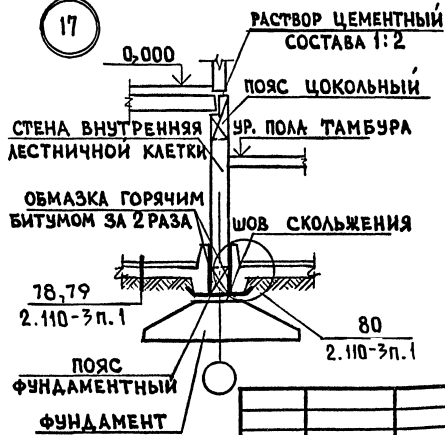 17
РАСТВОР ЦЕМЕНТНЫЙ
СОСТАВА 1:2
0,000
ПОЯС ЦОКОЛЬНЫЙ
СТЕНА ВНУТРЕННЯЯ
ЛЕСТНИЧНОЙ КЛЕТКИ
УР. ПОЛА ТАМБУРА
ОБМАЗКА ГОРЯЧИМ
БИТУМОМ ЗА 2 РАЗА
ШОВ СКОЛЬЖЕНИЯ
78,79
2.110-3п.1
80
2.110-3п.1
ПОЯС
ФУНДАМЕНТНЫЙ
ФУНДАМЕНТ